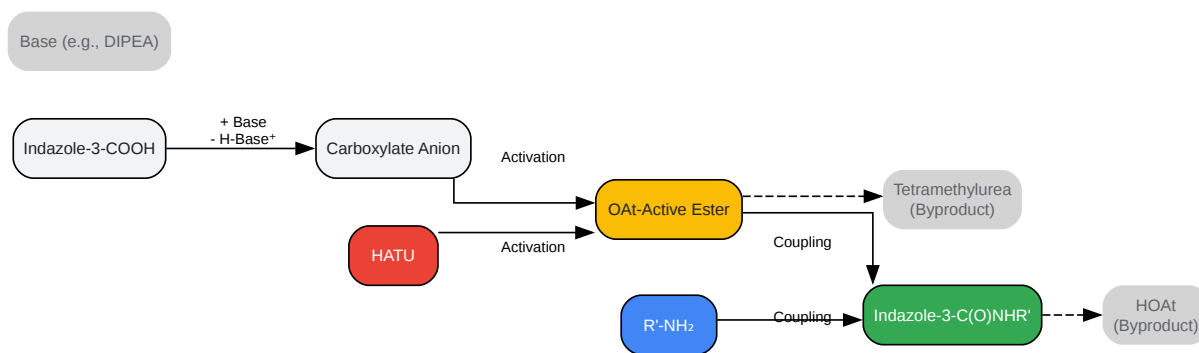 Base (e.g., DIPEA)
+ Base
- H-Base⁺
Indazole-3-COOH
Carboxylate Anion
Activation
OAt-Active Ester
Tetramethylurea
(Byproduct)
HATU
Activation
Coupling
R'-NH₂
Coupling
Indazole-3-C(O)NHR'
HOAt
(Byproduct)